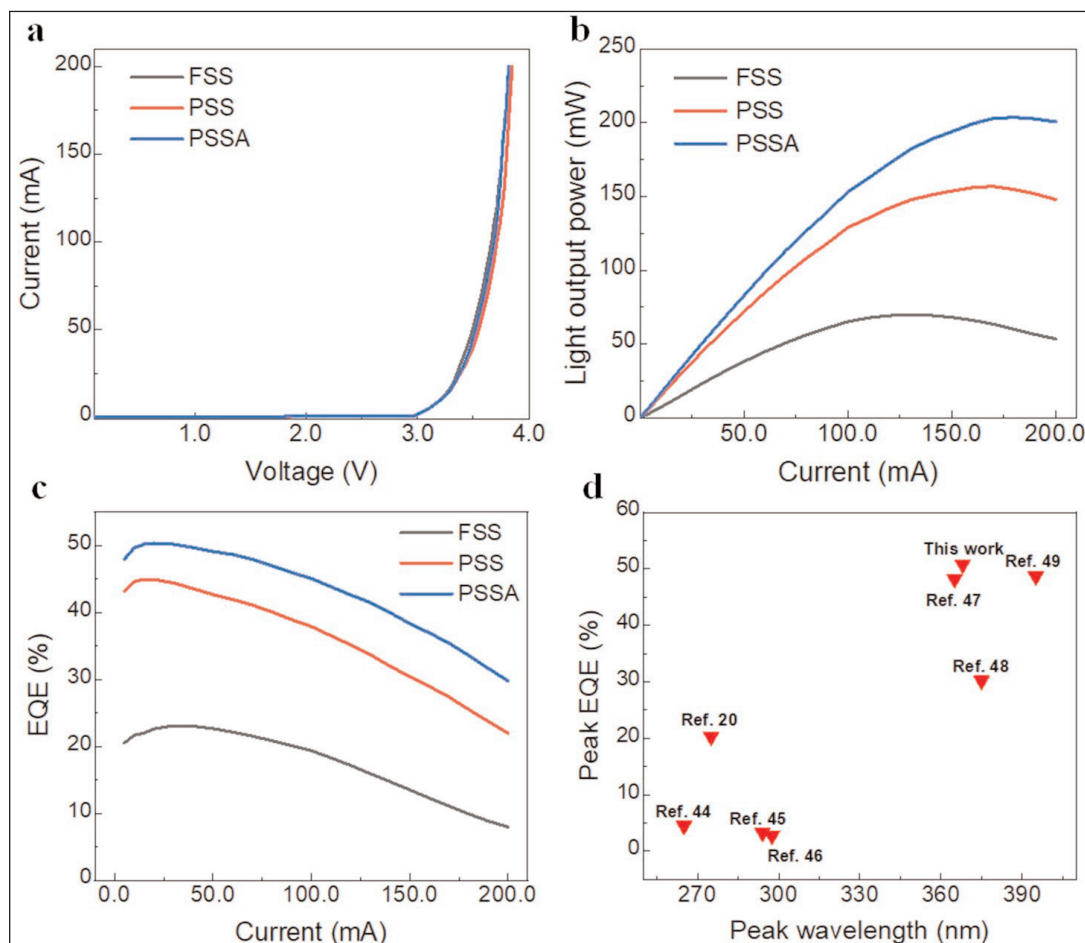 a
200
150
100
50
0
0
1.0
2.0
3.0
4.0
Current (mA)
Voltage (V)
FSS
PSS
PSSA
b
250
200
150
100
50
0
50.0
100.0
150.0
200.0
Light output power (mW)
Current (mA)
FSS
PSS
PSSA
c
50
40
30
20
10
0
0.0
50.0
100.0
150.0
200.0
EQE (%)
Current (mA)
FSS
PSS
PSSA
d
60
50
40
30
20
10
0
270
300
330
360
390
Peak EQE (%)
Peak wavelength (nm)
This work
Ref. 49
Ref. 47
Ref. 48
Ref. 20
Ref. 44
Ref. 45
Ref. 46